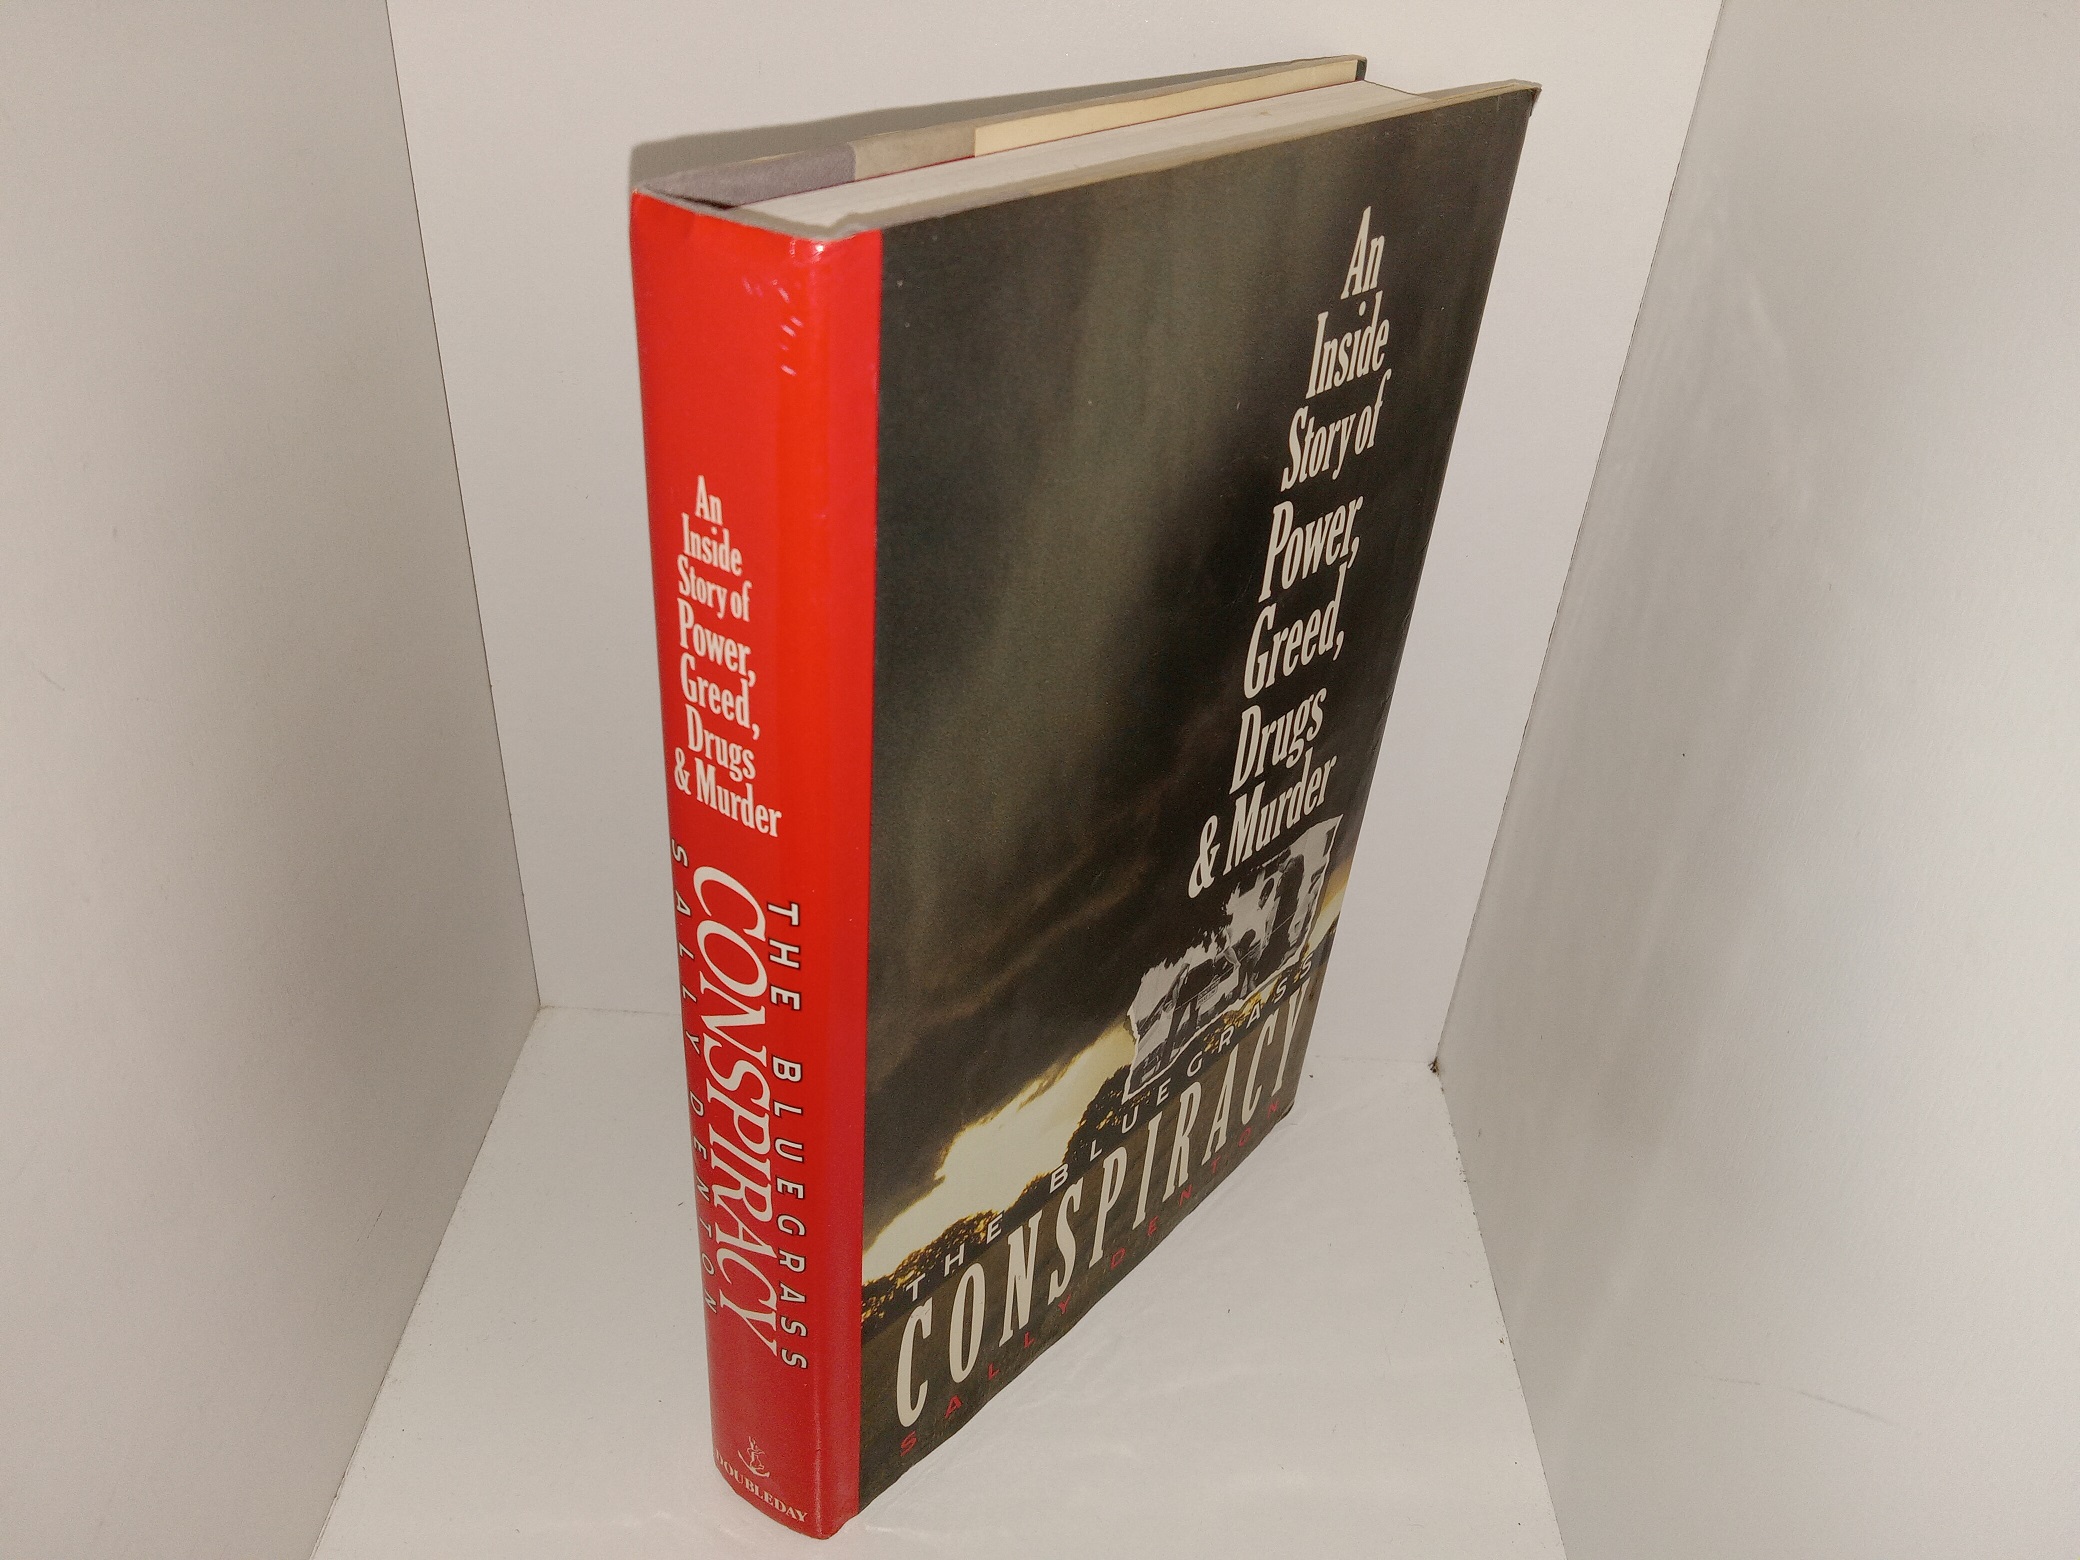 An
Inside
Story of
Power,
Greed,
Drugs
& Murder
THE BLUEGRASS
CONSPIRACY
SALLY DENTON
DOUBLEDAY
An
Inside
Story of
Power,
Greed,
Drugs
& Murder
THE BLUEGRASS
CONSPIRACY
SALLY DENTON